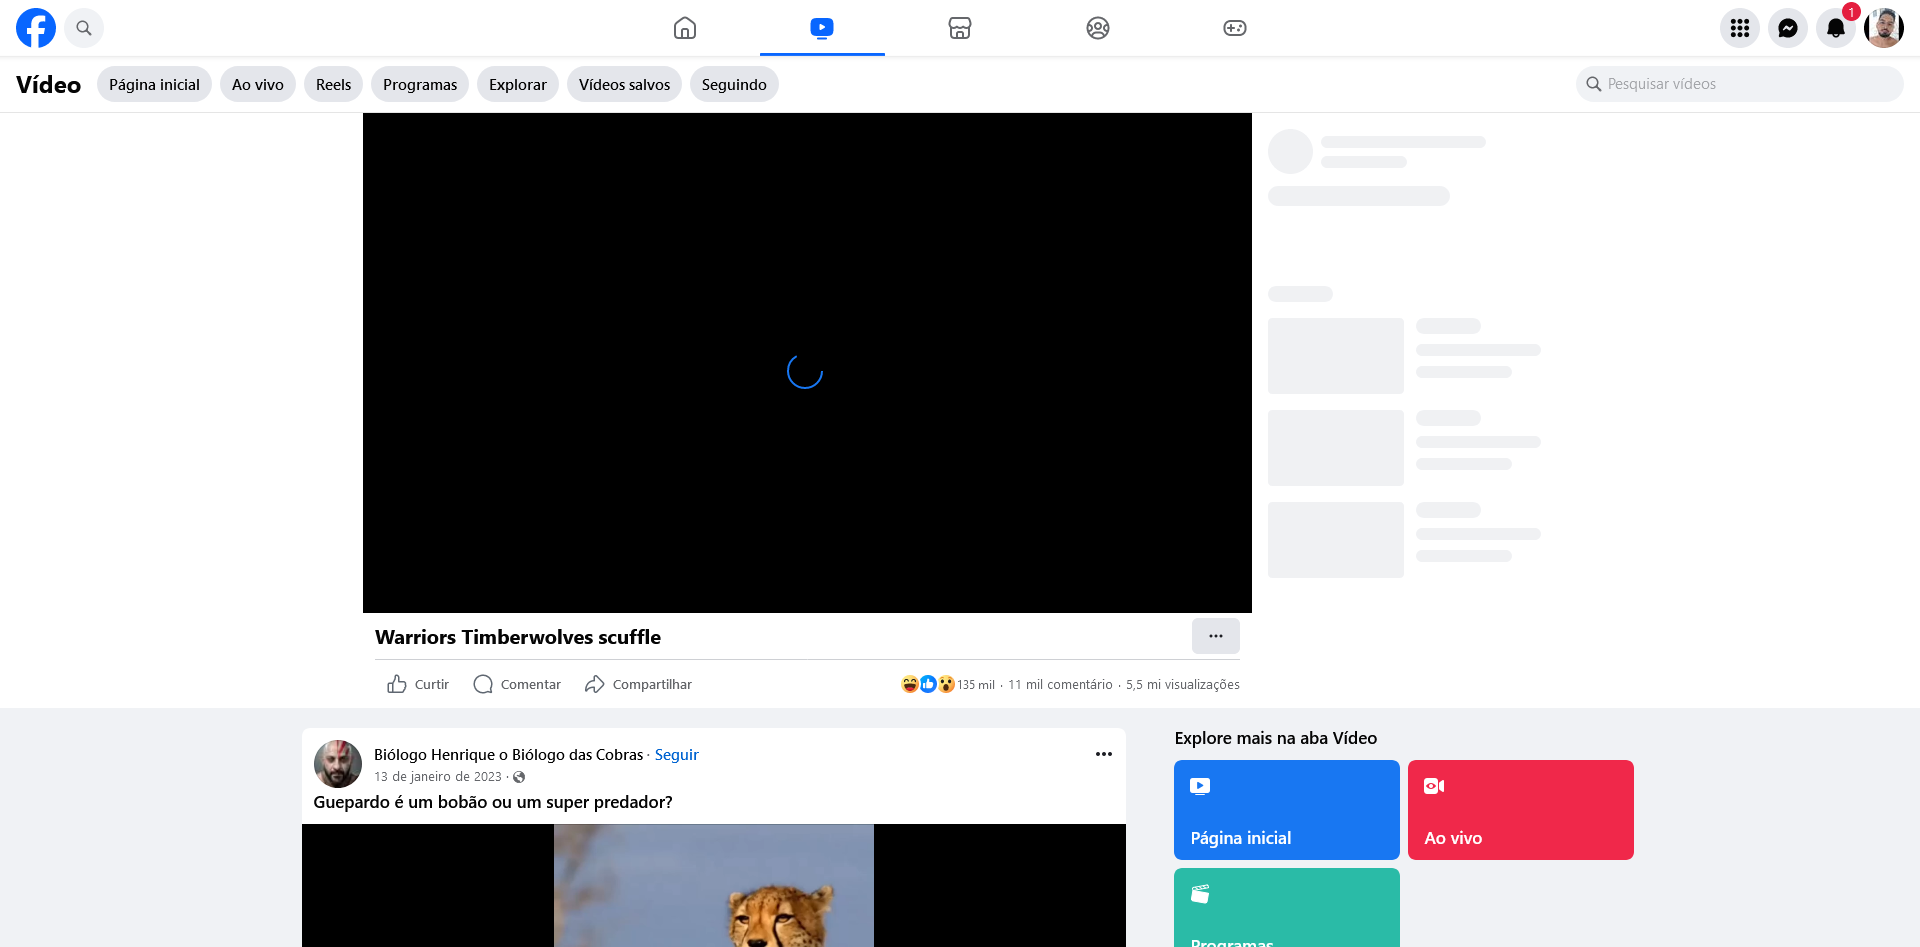 1
Vídeo
Página inicial
Ao vivo
Reels
Programas
Explorar
Vídeos salvos
Seguindo
Pesquisar vídeos
Warriors Timberwolves scuffle
Curtir
Comentar
Compartilhar
135 mil · 11 mil comentário · 5,5 mi visualizações
Biólogo Henrique o Biólogo das Cobras · Seguir
13 de janeiro de 2023 ·
Guepardo é um bobão ou um super predador?
Explore mais na aba Vídeo
Página inicial
Ao vivo
Programas